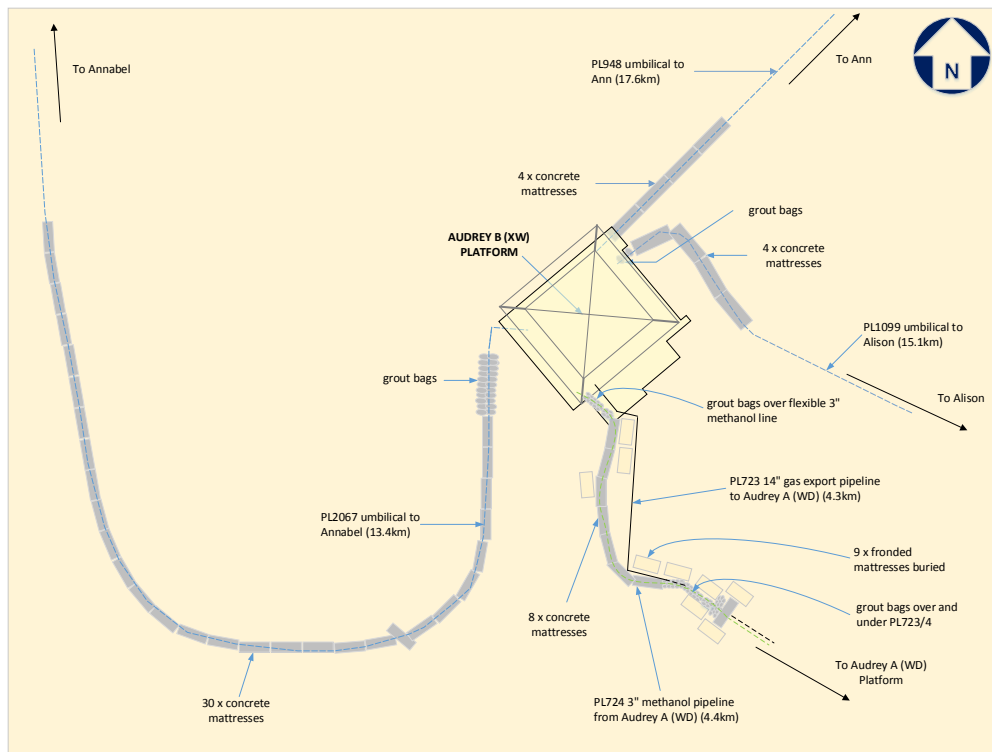 To Annabel
PL948 umbilical to
Ann (17.6km)
To Ann
N
4 x concrete
mattresses
grout bags
AUDREY B (XW)
PLATFORM
4 x concrete
mattresses
PL1099 umbilical to
Alison (15.1km)
grout bags
To Alison
grout bags over flexible 3"
methanol line
PL723 14" gas export pipeline
to Audrey A (WD) (4.3km)
PL2067 umbilical to
Annabel (13.4km)
9 x fronded
mattresses buried
8 x concrete
mattresses
grout bags over and
under PL723/4
To Audrey A (WD)
Platform
30 x concrete
mattresses
PL724 3" methanol pipeline
from Audrey A (WD) (4.4km)